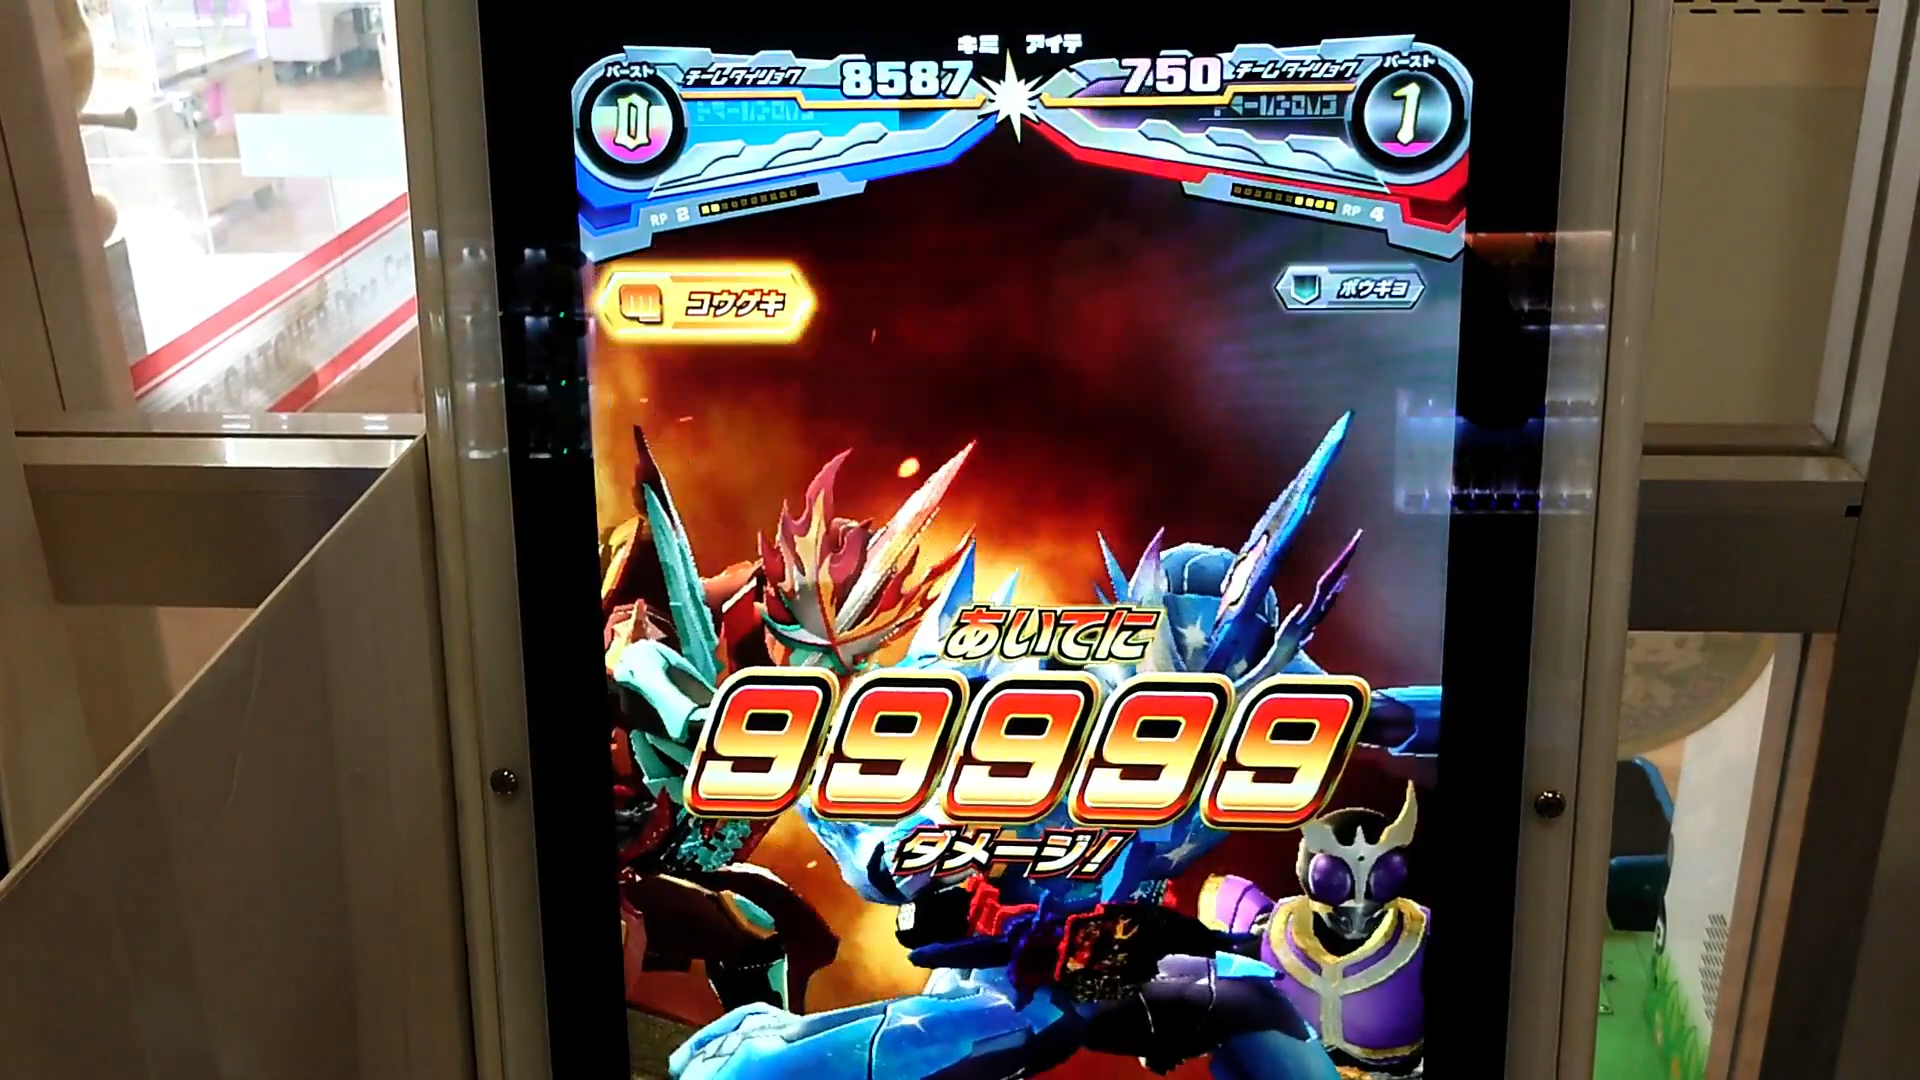 キミ アイテ
バースト チームタイリョク 8587 750 チームタイリョク バースト
0 1
RP 2 RP 4
コウゲキ ボウギョ
あいてに
99999
ダメージ!